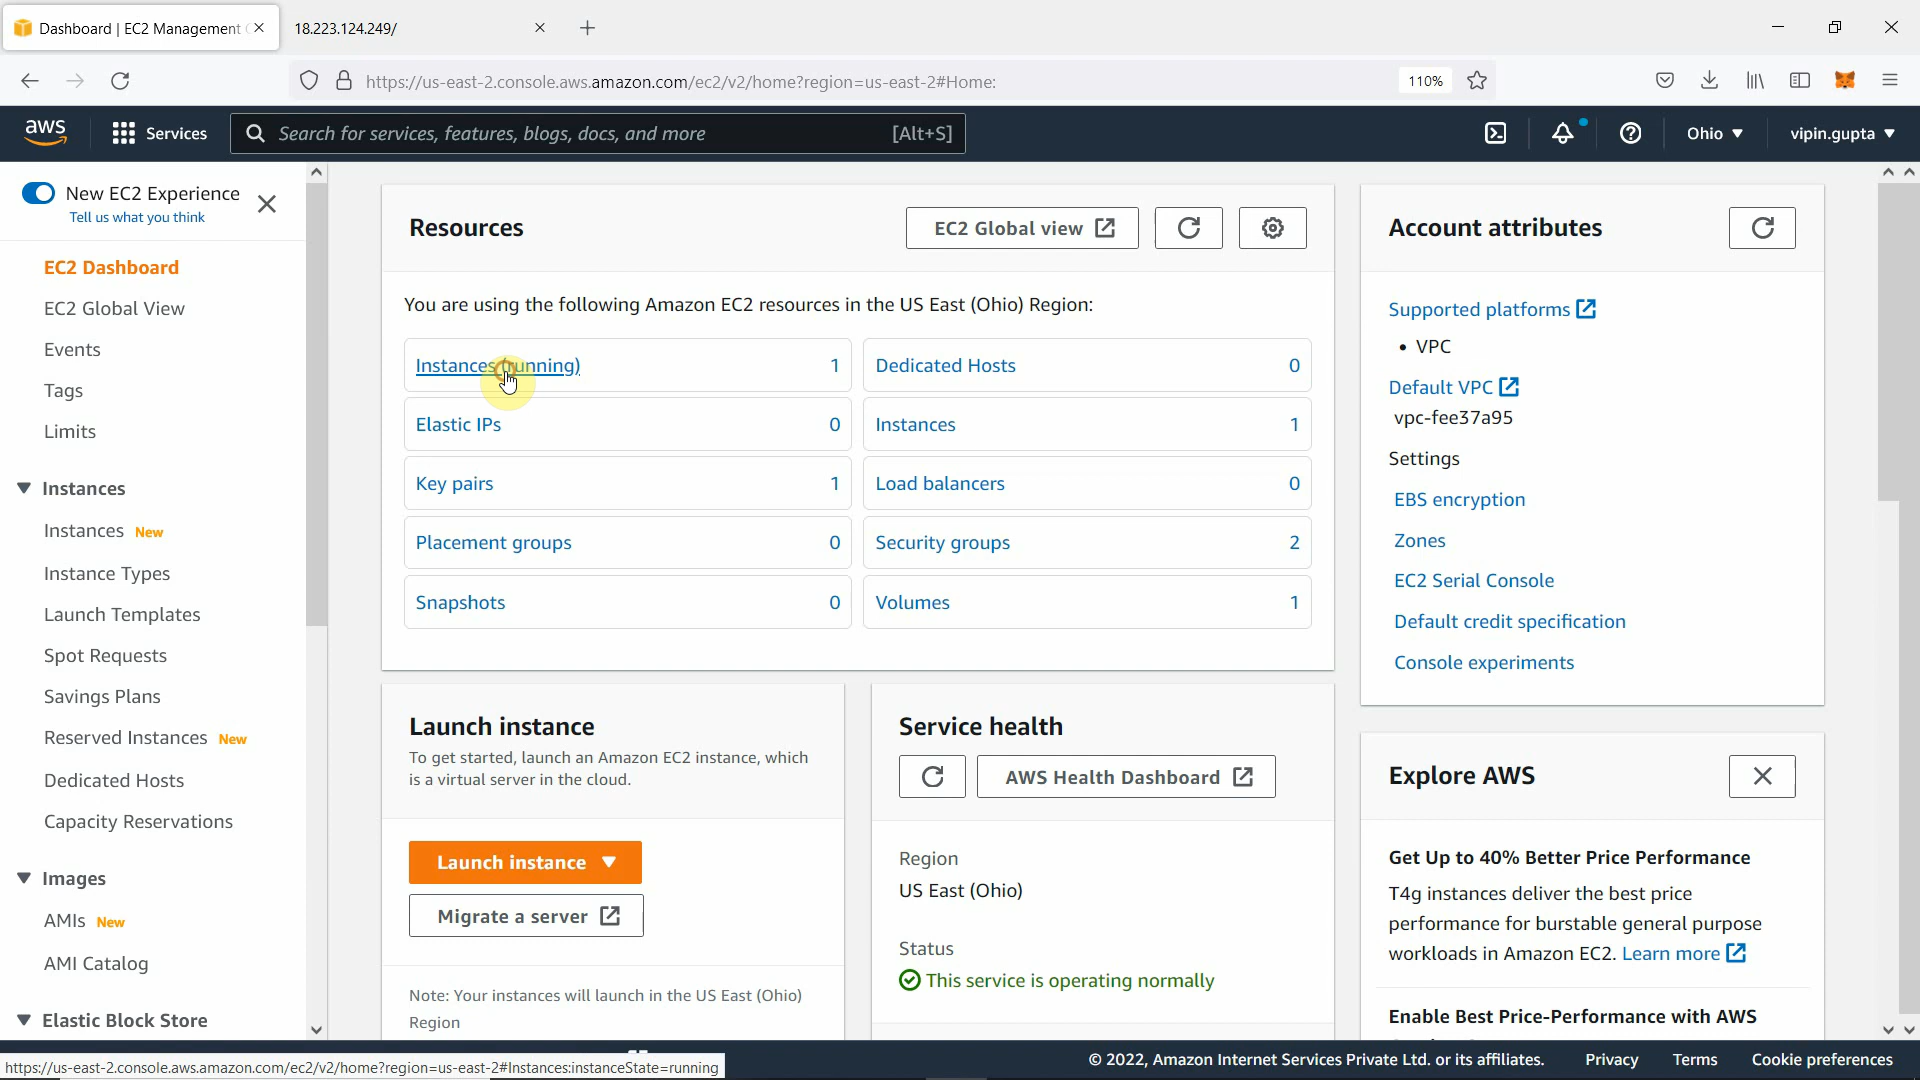 Dashboard | EC2 Management
18.223.124.249/
https://us-east-2.console.aws.amazon.com/ec2/v2/home?region=us-east-2#Home:
110%
aws
Services
Search for services, features, blogs, docs, and more
[Alt+S]
Ohio
vipin.gupta
New EC2 Experience
Tell us what you think
EC2 Dashboard
EC2 Global View
Events
Tags
Limits
Instances
Instances New
Instance Types
Launch Templates
Spot Requests
Savings Plans
Reserved Instances New
Dedicated Hosts
Capacity Reservations
Images
AMIs New
AMI Catalog
Elastic Block Store
Resources
EC2 Global view
You are using the following Amazon EC2 resources in the US East (Ohio) Region:
Instances (running) 1
Dedicated Hosts 0
Elastic IPs 0
Instances 1
Key pairs 1
Load balancers 0
Placement groups 0
Security groups 2
Snapshots 0
Volumes 1
Launch instance
To get started, launch an Amazon EC2 instance, which
is a virtual server in the cloud.
Launch instance
Migrate a server
Note: Your instances will launch in the US East (Ohio)
Region
Service health
AWS Health Dashboard
Region
US East (Ohio)
Status
This service is operating normally
Account attributes
Supported platforms
• VPC
Default VPC
vpc-fee37a95
Settings
EBS encryption
Zones
EC2 Serial Console
Default credit specification
Console experiments
Explore AWS
Get Up to 40% Better Price Performance
T4g instances deliver the best price
performance for burstable general purpose
workloads in Amazon EC2. Learn more
Enable Best Price-Performance with AWS
https://us-east-2.console.aws.amazon.com/ec2/v2/home?region=us-east-2#Instances:instanceState=running
© 2022, Amazon Internet Services Private Ltd. or its affiliates.
Privacy
Terms
Cookie preferences